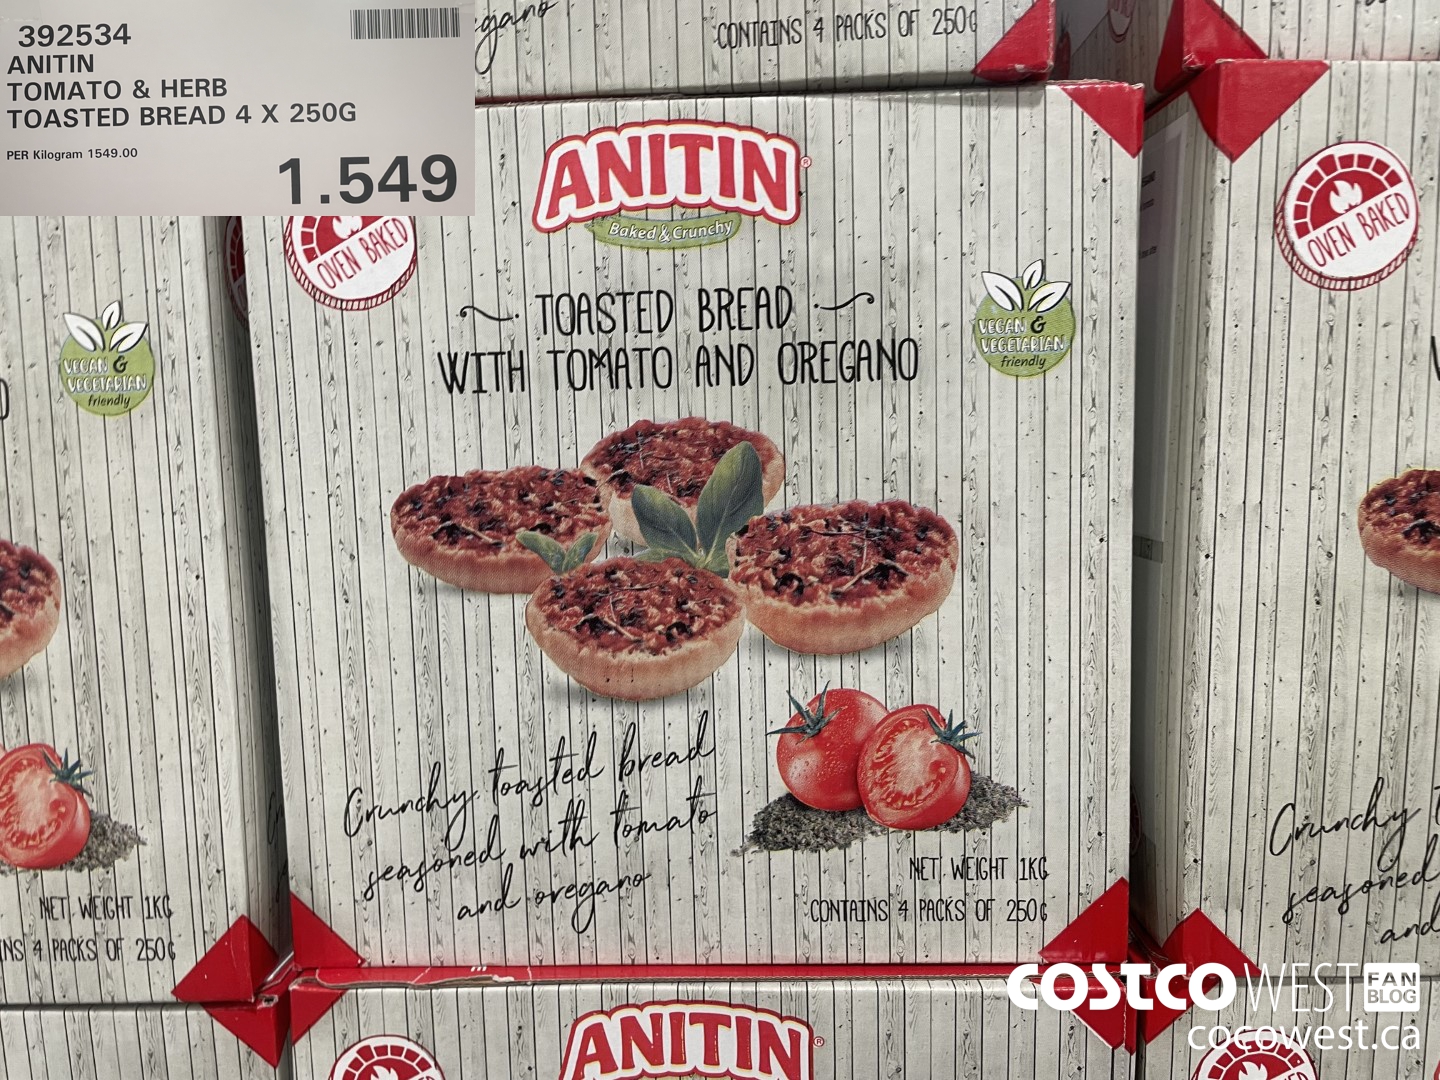 392534
ANITIN
TOMATO & HERB
TOASTED BREAD 4 X 250G
PER Kilogram 1549.00
1.549
egano
CONTAINS 4 PACKS OF 250G
ANITIN®
Baked & Crunchy
OVEN BAKED
TOASTED BREAD
WITH TOMATO AND OREGANO
VEGAN &
VEGETARIAN
friendly
Crunchy toasted bread
seasoned with tomato
and oregano
NET WEIGHT 1KG
CONTAINS 4 PACKS OF 250G
VEGAN &
VEGETARIAN
friendly
NET WEIGHT 1KG
INS 4 PACKS OF 250G
OVEN BAKED
Crunchy
seasoned
and
ANITIN®
COSTCO WEST FAN BLOG
cocowest.ca